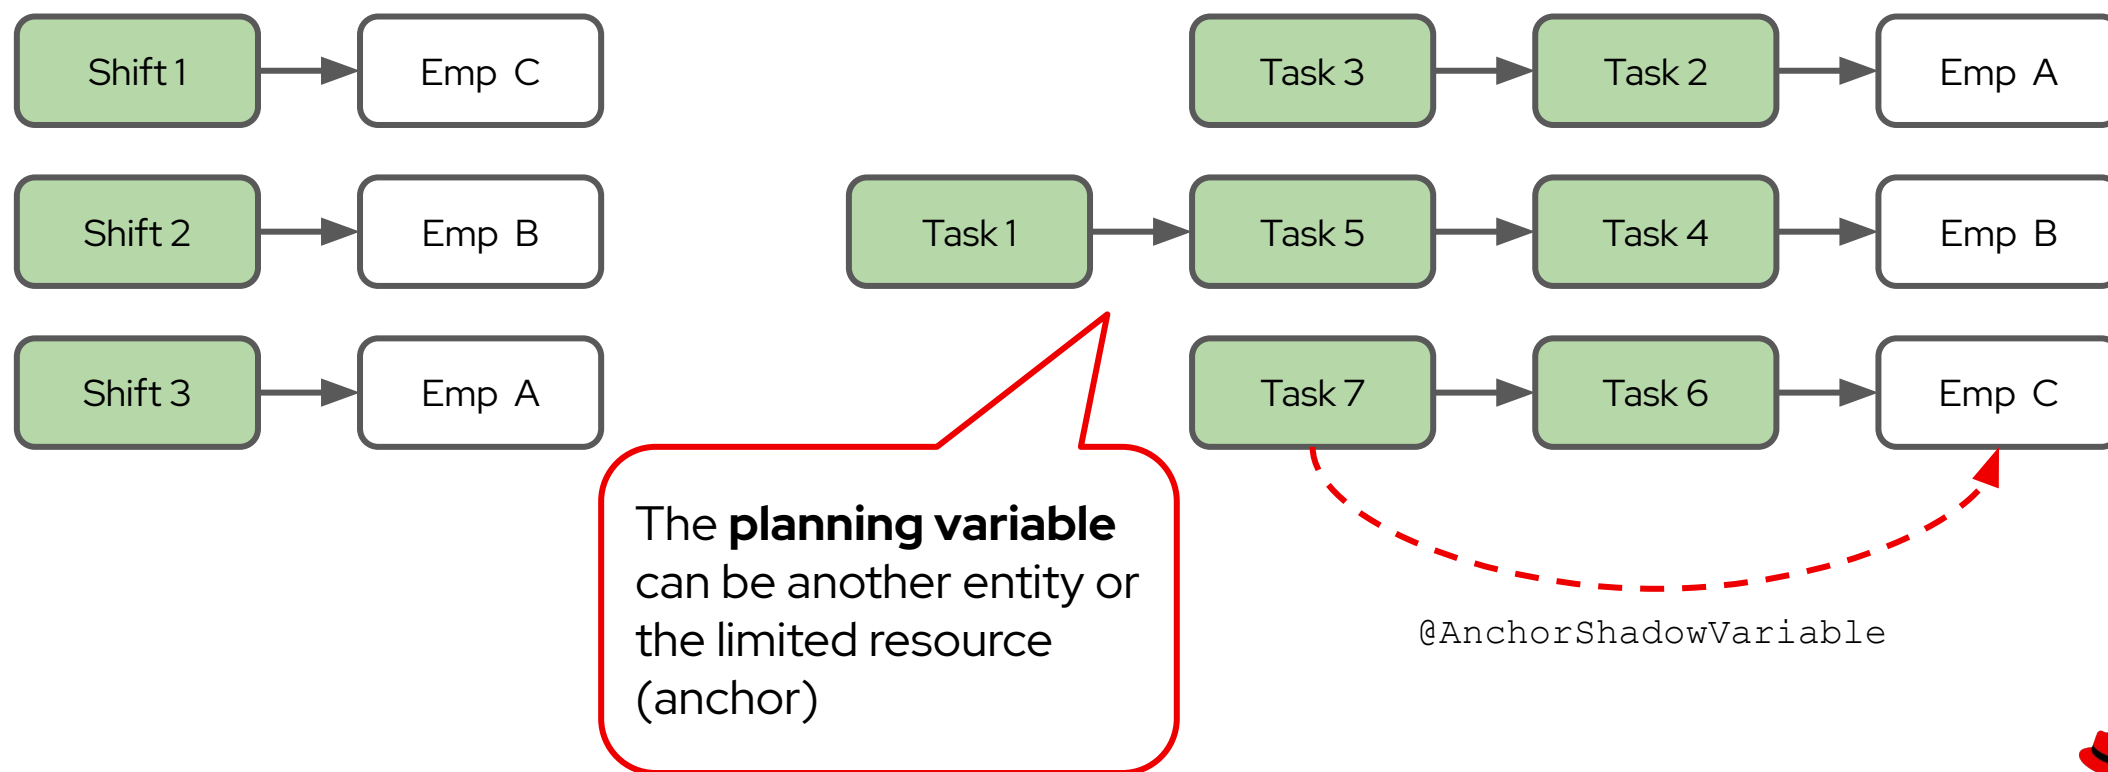 Shift 1
Emp C
Task 3
Task 2
Emp A
Shift 2
Emp B
Task 1
Task 5
Task 4
Emp B
Shift 3
Emp A
Task 7
Task 6
Emp C
The planning variable
can be another entity or
the limited resource
(anchor)
@AnchorShadowVariable